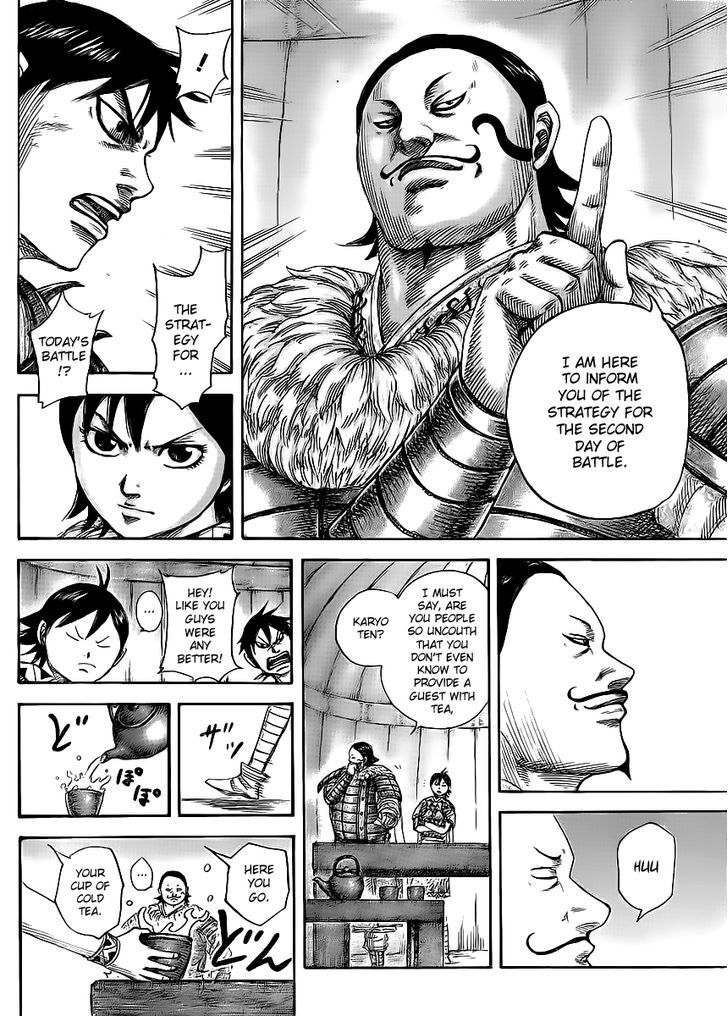 I AM HERE
TO INFORM
YOU OF THE
STRATEGY FOR
THE SECOND
DAY OF
BATTLE.
!
THE
STRAT-
EGY
FOR
...
TODAY'S
BATTLE
!?
HUU
I MUST
SAY, ARE
YOU PEOPLE
SO UNCOUTH
THAT YOU
DON'T EVEN
KNOW TO
PROVIDE A
GUEST WITH
TEA,
KARYO
TEN?
HEY!
LIKE YOU
GUYS
WERE
ANY
BETTER!
...
ザッ
ド
ぽ
ぽ
HERE
YOU
GO.
...
YOUR
CUP OF
COLD
TEA.
どん